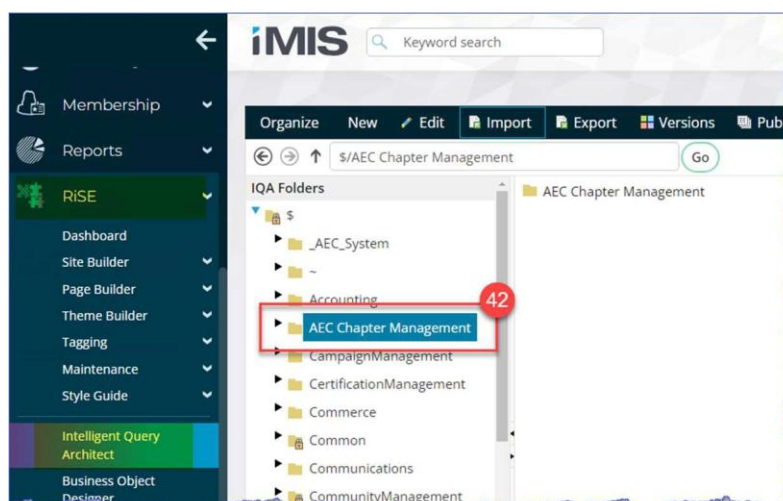 iMIS
Keyword search
Membership
Reports
RiSE
Dashboard
Site Builder
Page Builder
Theme Builder
Tagging
Maintenance
Style Guide
Intelligent Query
Architect
Business Object
Designer
Organize New Edit Import Export Versions Pub
$/AEC Chapter Management Go
IQA Folders
$
_AEC_System
~
Accounting
42
AEC Chapter Management
CampaignManagement
CertificationManagement
Commerce
Common
Communications
CommunityManagement
AEC Chapter Management